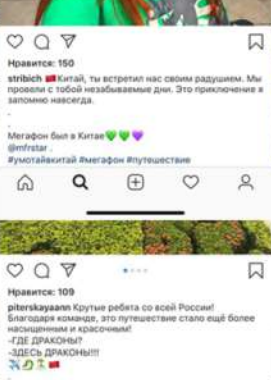 Нравится: 150
stribich 🇨🇳Китай, ты встретил нас своим радушием. Мы
провели с тобой незабываемые дни. Это приключение я
запомню навсегда.
.
.
Мегафон был в Китае💚💚💜
@mfrstar .
#умотайвкитай #мегафон #путешествие
Нравится: 109
piterskayaann Крутые ребята со всей России!
Благодаря команде, это путешествие стало ещё более
насыщенным и красочным!
-ГДЕ ДРАКОНЫ?
-ЗДЕСЬ ДРАКОНЫ!!!